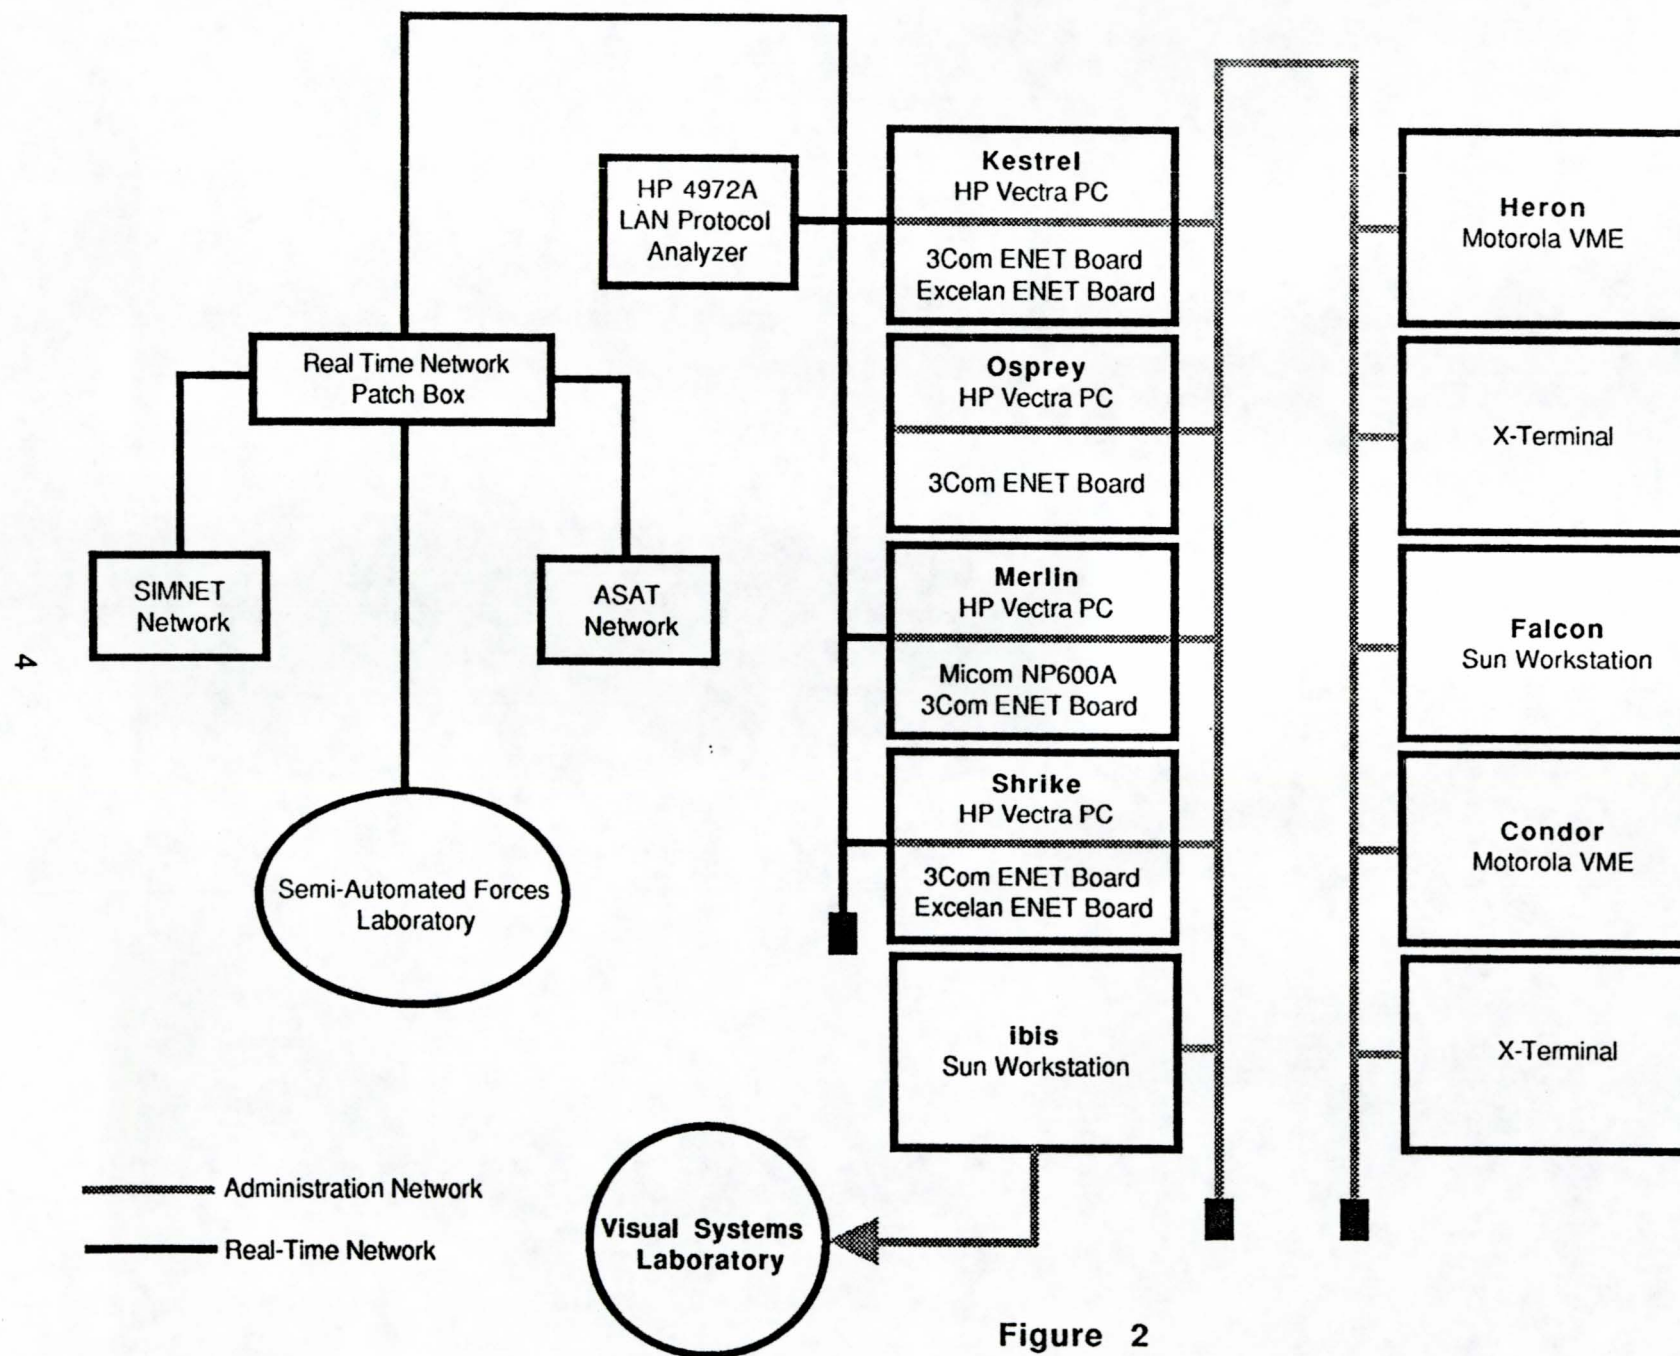 HP 4972A
LAN Protocol
Analyzer
Kestrel
HP Vectra PC
3Com ENET Board
Excelan ENET Board
Heron
Motorola VME
Real Time Network
Patch Box
Osprey
HP Vectra PC
3Com ENET Board
X-Terminal
SIMNET
Network
ASAT
Network
Merlin
HP Vectra PC
Micom NP600A
3Com ENET Board
Falcon
Sun Workstation
4
Semi-Automated Forces
Laboratory
Shrike
HP Vectra PC
3Com ENET Board
Excelan ENET Board
Condor
Motorola VME
ibis
Sun Workstation
X-Terminal
Administration Network
Real-Time Network
Visual Systems
Laboratory
Figure 2